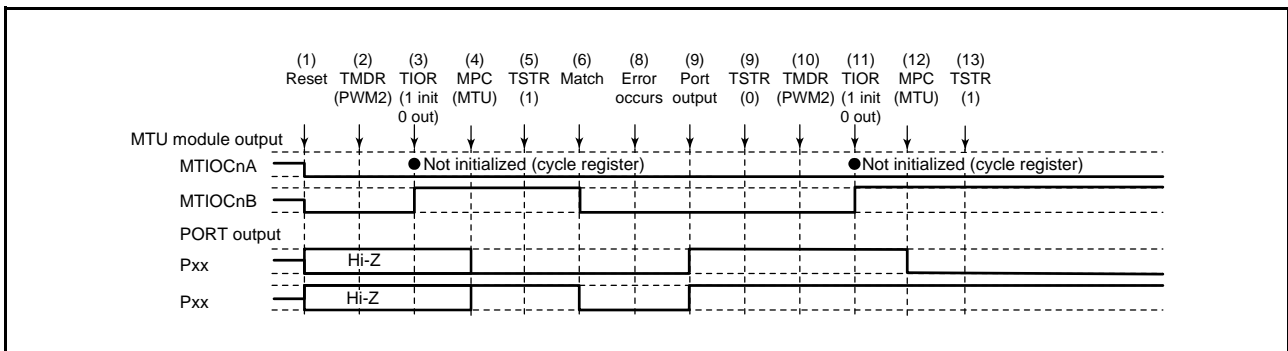 (1) (2) (3) (4) (5) (6) (8) (9) (9) (10) (11) (12) (13)
Reset TMDR TIOR MPC TSTR Match Error Port TSTR TMDR TIOR MPC TSTR
(PWM2) (1 init (MTU) (1) occurs output (0) (PWM2) (1 init (MTU) (1)
0 out) 0 out)
MTU module output
MTIOCnA ●Not initialized (cycle register) ●Not initialized (cycle register)
MTIOCnB
PORT output
Pxx Hi-Z
Pxx Hi-Z